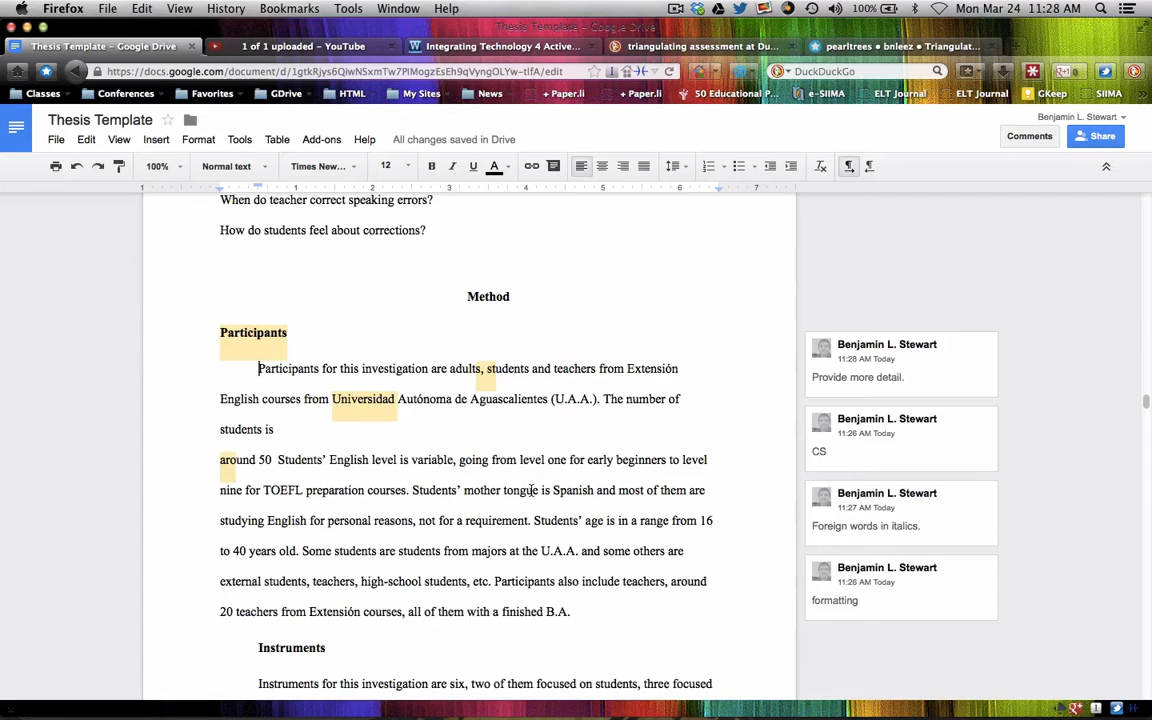 Firefox File Edit View History Bookmarks Tools Window Help 100% Mon Mar 24 11:28 AM
Thesis Template - Google Drive
Thesis Template – Google Drive 1 of 1 uploaded – YouTube Integrating Technology 4 Active... triangulating assessment at Du... pearltrees • bnleez • Triangulat...
DuckDuckGo
Classes Conferences Favorites GDrive HTML My Sites News + Paper.li + Paper.li 50 Educational P... e-SIIMA ELT Journal ELT Journal GKeep SIIMA
Thesis Template
Benjamin L. Stewart
File Edit View Insert Format Tools Table Add-ons Help All changes saved in Drive
Comments Share
100% Normal text Times New... 12 B I U A
1 1 2 3 4 5 6 7
When do teacher correct speaking errors?
How do students feel about corrections?
Method
Participants
Participants for this investigation are adults, students and teachers from Extensión
English courses from Universidad Autónoma de Aguascalientes (U.A.A.). The number of
students is
around 50 Students’ English level is variable, going from level one for early beginners to level
nine for TOEFL preparation courses. Students’ mother tongue is Spanish and most of them are
studying English for personal reasons, not for a requirement. Students’ age is in a range from 16
to 40 years old. Some students are students from majors at the U.A.A. and some others are
external students, teachers, high-school students, etc. Participants also include teachers, around
20 teachers from Extensión courses, all of them with a finished B.A.
Instruments
Instruments for this investigation are six, two of them focused on students, three focused
Benjamin L. Stewart
11:28 AM Today
Provide more detail.
Benjamin L. Stewart
11:26 AM Today
CS
Benjamin L. Stewart
11:27 AM Today
Foreign words in italics.
Benjamin L. Stewart
11:26 AM Today
formatting